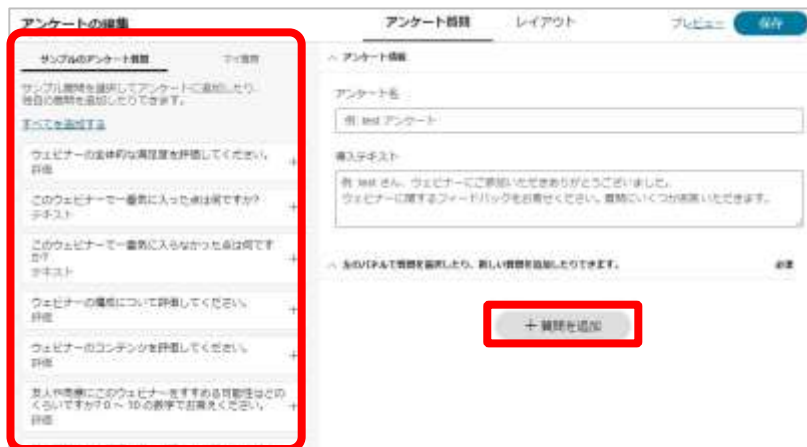 アンケートの編集
アンケート質問 レイアウト プレビュー 保存
サンプルのアンケート質問 マイ質問
サンプル質問を選択してアンケートに追加したり、
独自の質問を追加したりできます。
すべてを追加する
ウェビナーの全体的な満足度を評価してください。
評価
このウェビナーで一番気に入った点は何ですか?
テキスト
このウェビナーで一番気に入らなかった点は何です
か?
テキスト
ウェビナーの構成について評価してください。
評価
ウェビナーのコンテンツを評価してください。
評価
友人や同僚にこのウェビナーをすすめる可能性はどの
くらいですか? 0 ~ 10 の数字でお答えください。
評価
アンケート情報
アンケート名
例: test アンケート
導入テキスト
例: test さん、ウェビナーにご参加いただきありがとうございました。
ウェビナーに関するフィードバックをお寄せください。質問にいくつかお答えいただきます。
左のパネルで質問を選択したり、新しい質問を追加したりできます。 必須
+ 質問を追加